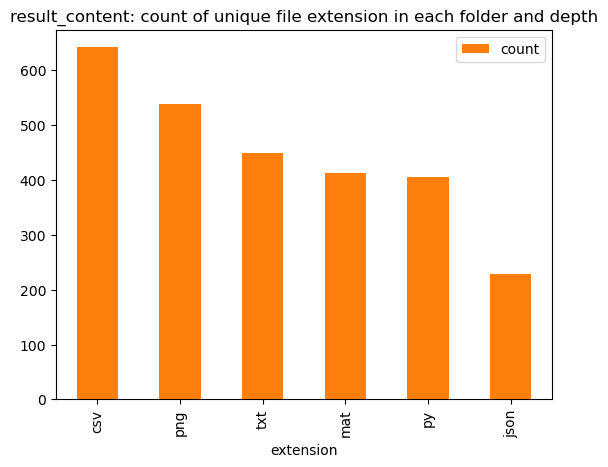 result_content: count of unique file extension in each folder and depth
count
600
500
400
300
200
100
0
csv
png
txt
mat
py
json
extension